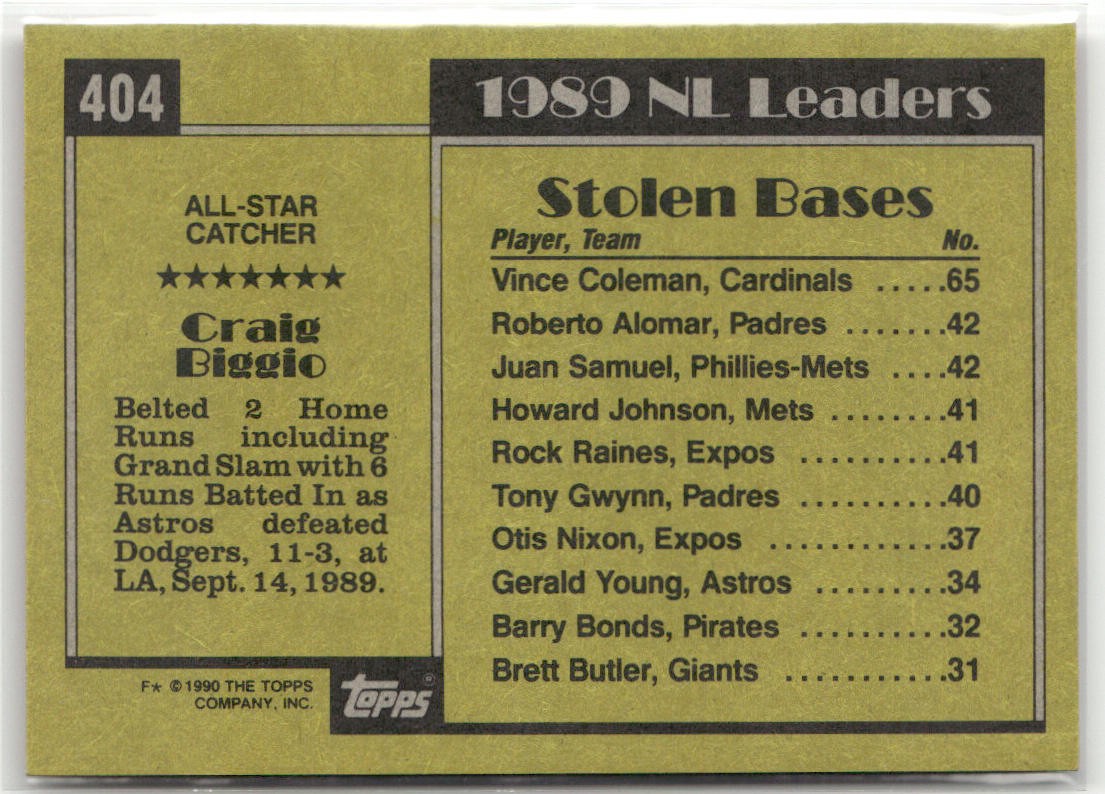 404
ALL-STAR
CATCHER
★★★★★★★
Craig
Biggio
Belted 2 Home
Runs including
Grand Slam with 6
Runs Batted In as
Astros defeated
Dodgers, 11-3, at
LA, Sept. 14, 1989.
F★ © 1990 THE TOPPS
COMPANY, INC.
topps®
1989 NL Leaders
Stolen Bases
Player, Team No.
Vince Coleman, Cardinals .....65
Roberto Alomar, Padres .......42
Juan Samuel, Phillies-Mets ....42
Howard Johnson, Mets ........41
Rock Raines, Expos ..........41
Tony Gwynn, Padres ..........40
Otis Nixon, Expos ............37
Gerald Young, Astros .........34
Barry Bonds, Pirates ..........32
Brett Butler, Giants ...........31